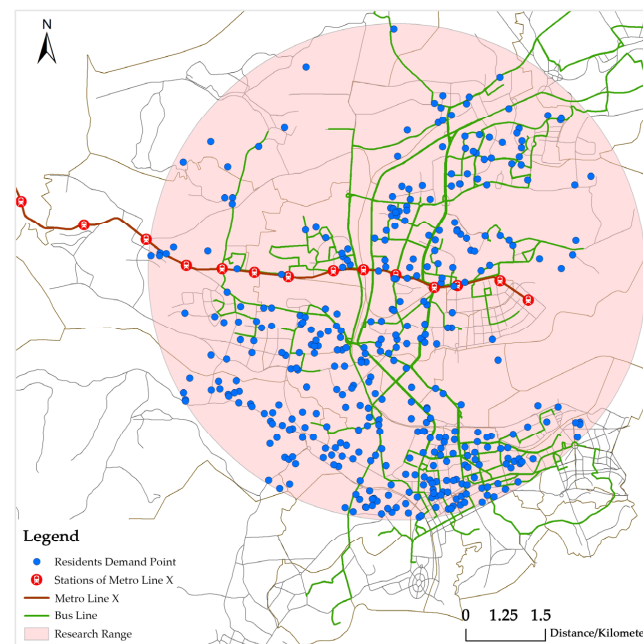 N
Legend
Residents Demand Point
Stations of Metro Line X
Metro Line X
Bus Line
Research Range
0 1.25 1.5
Distance/Kilomete